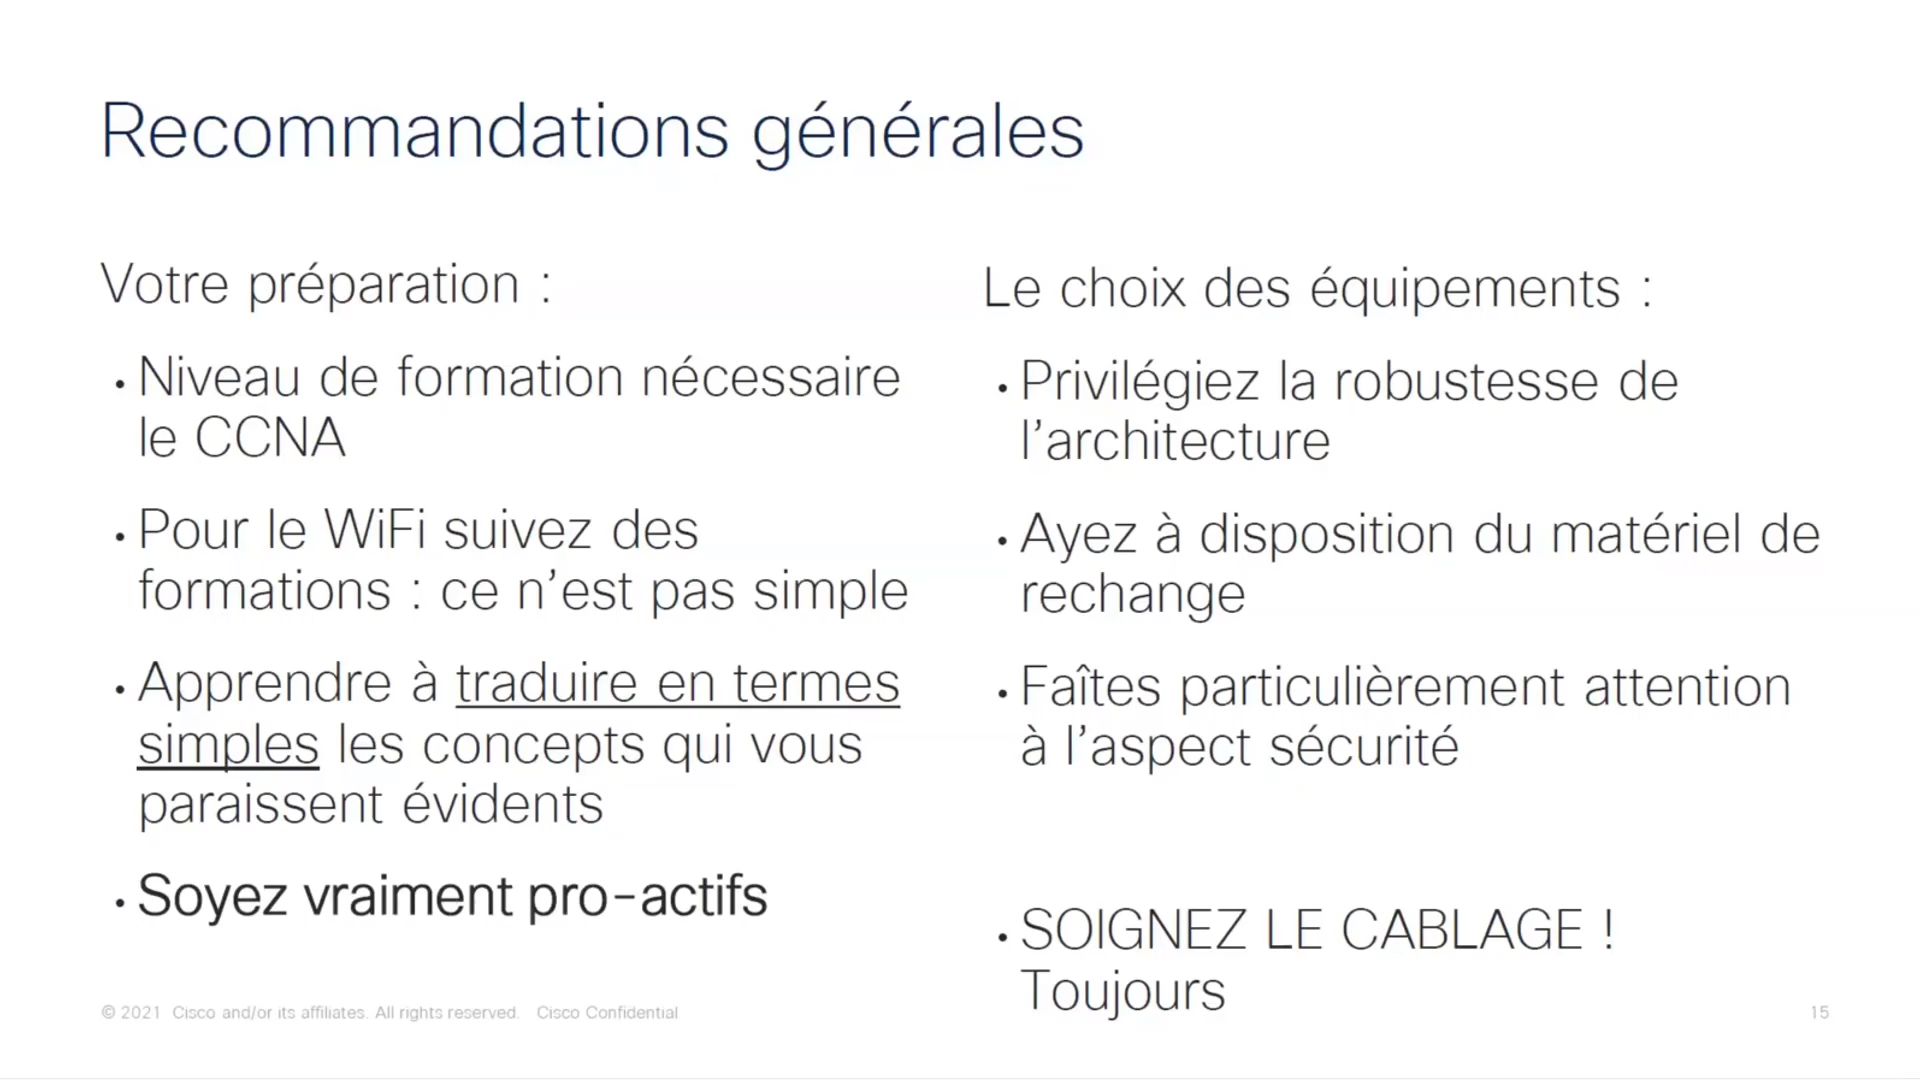 Recommandations générales
Votre préparation :
• Niveau de formation nécessaire
le CCNA
• Pour le WiFi suivez des
formations : ce n’est pas simple
• Apprendre à traduire en termes
simples les concepts qui vous
paraissent évidents
• Soyez vraiment pro-actifs
Le choix des équipements :
• Privilégiez la robustesse de
l’architecture
• Ayez à disposition du matériel de
rechange
• Faîtes particulièrement attention
à l’aspect sécurité
• SOIGNEZ LE CABLAGE !
Toujours
© 2021 Cisco and/or its affiliates. All rights reserved. Cisco Confidential
15